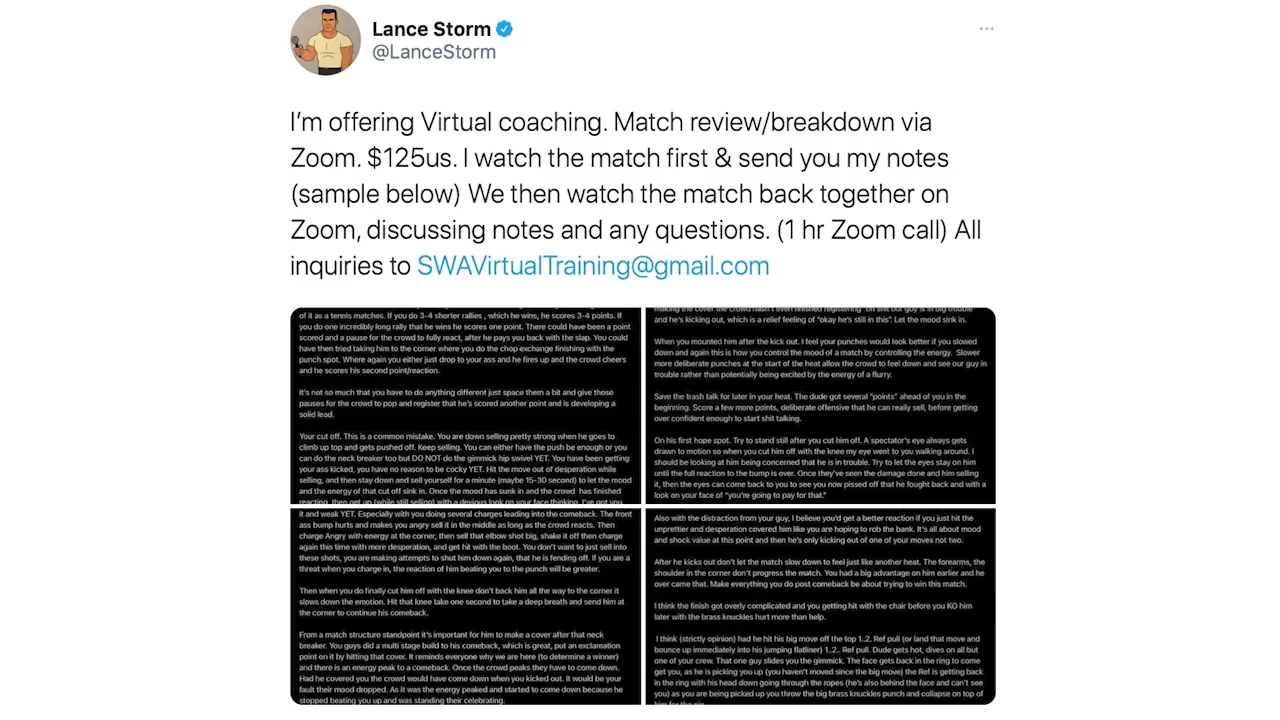 Lance Storm
@LanceStorm
I'm offering Virtual coaching. Match review/breakdown via
Zoom. $125us. I watch the match first & send you my notes
(sample below) We then watch the match back together on
Zoom, discussing notes and any questions. (1 hr Zoom call) All
inquiries to SWAVirtualTraining@gmail.com
of it as a tennis matches. If you do 3-4 shorter rallies , which he wins, he scores 3-4 points. If
you do one incredibly long rally that he wins he scores one point. There could have been a point
scored and a pause for the crowd to fully react, after he pays you back with the slap. You could
have then tried taking him to the corner where you do the chop exchange finishing with the
punch spot. Where again you either just drop to your ass and he fires up and the crowd cheers
and he scores his second point/reaction.
It's not so much that you have to do anything different just space them a bit and give those
pauses for the crowd to pop and register that he's scored another point and is developing a
solid lead.
Your cut off. This is a common mistake. You are down selling pretty strong when he goes to
climb up top and gets pushed off. Keep selling. You can either have the push be enough or you
can do the neck breaker too but DO NOT do the gimmick hip swivel YET. You have been getting
your ass kicked, you have no reason to be cocky YET. Hit the move out of desperation while
selling, and then stay down and sell yourself for a minute (maybe 15-30 second) to let the mood
and the energy of that cut off sink in. Once the mood has sunk in and the crowd has finished
reacting, then get up (while still selling) with a devious look on your face thinking, I've got you
making the cover the crowd hasn't even finished registering "oh shit our guy is in big trouble"
and he's kicking out, which is a relief feeling of "okay he's still in this". Let the mood sink in.
When you mounted him after the kick out. I feel your punches would look better if you slowed
down and again this is how you control the mood of a match by controlling the energy. Slower
more deliberate punches at the start of the heat allow the crowd to feel down and see our guy in
trouble rather than potentially being excited by the energy of a flurry.
Save the trash talk for later in your heat. The dude got several "points" ahead of you in the
beginning. Score a few more points, deliberate offensive that he can really sell, before getting
over confident enough to start shit talking.
On his first hope spot. Try to stand still after you cut him off. A spectator's eye always gets
drawn to motion so when you cut him off with the knee my eye went to you walking around. I
should be looking at him being concerned that he is in trouble. Try to let the eyes stay on him
until the full reaction to the bump is over. Once they've seen the damage done and him selling
it, then the eyes can come back to you to see you now pissed off that he fought back and with a
look on your face of "you're going to pay for that."
it and weak YET. Especially with you doing several charges leading into the comeback. The front
ass bump hurts and makes you angry sell it in the middle as long as the crowd reacts. Then
charge Angry with energy at the corner, then sell that elbow shot big, shake it off then charge
again this time with more desperation, and get hit with the boot. You don't want to just sell into
these shots, you are making attempts to shut him down again, that he is fending off. If you are a
threat when you charge in, the reaction of him beating you to the punch will be greater.
Then when you do finally cut him off with the knee don't back him all the way to the corner it
slows down the emotion. Hit that knee take one second to take a deep breath and send him at
the corner to continue his comeback.
From a match structure standpoint it's important for him to make a cover after that neck
breaker. You guys did a multi stage build to his comeback, which is great, put an exclamation
point on it by hitting that cover. It reminds everyone why we are here (to determine a winner)
and there is an energy peak to a comeback. Once the crowd peaks they have to come down.
Had he covered you the crowd would have come down when you kicked out. It would be your
fault their mood dropped. As it was the energy peaked and started to come down because he
stopped beating you up and was standing their celebrating.
Also with the distraction from your guy, I believe you'd get a better reaction if you just hit the
unprettier and desperation covered him like you are hoping to rob the bank. It's all about mood
and shock value at this point and then he's only kicking out of one of your moves not two.
After he kicks out don't let the match slow down to feel just like another heat. The forearms, the
shoulder in the corner don't progress the match. You had a big advantage on him earlier and he
over came that. Make everything you do post comeback be about trying to win this match.
I think the finish got overly complicated and you getting hit with the chair before you KO him
later with the brass knuckles hurt more than help.
I think (strictly opinion) had he hit his big move off the top 1..2. Ref pull (or land that move and
bounce up immediately into his jumping flatliner) 1..2.. Ref pull. Dude gets hot, dives on all but
one of your crew. That one guy slides you the gimmick. The face gets back in the ring to come
get you, as he is picking you up (you haven't moved since the big move) the Ref is getting back
in the ring with his head down going through the ropes (he's also behind the face and can't see
you) as you are being picked up you throw the big brass knuckles punch and collapse on top of
him for the pin